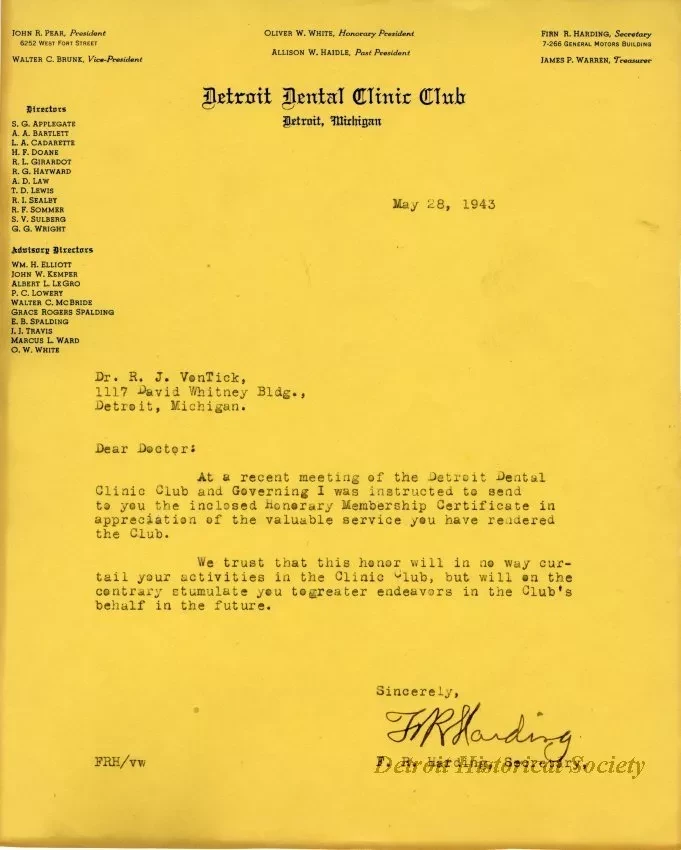 John R. Pear, President
6252 West Fort Street
Walter C. Brunk, Vice-President
Oliver W. White, Honorary President
Allison W. Haidle, Past President
Firn R. Harding, Secretary
7-266 General Motors Building
James P. Warren, Treasurer
Detroit Dental Clinic Club
Detroit, Michigan
Directors
S. G. Applegate
A. A. Bartlett
L. A. Cadarette
H. F. Doane
R. L. Girardot
R. G. Hayward
A. D. Law
T. D. Lewis
R. I. Sealby
R. F. Sommer
S. V. Sulberg
G. G. Wright
Advisory Directors
Wm. H. Elliott
John W. Kemper
Albert L. LeGro
P. C. Lowery
Walter C. McBride
Grace Rogers Spalding
E. B. Spalding
J. J. Travis
Marcus L. Ward
O. W. White
May 28, 1943
Dr. R. J. VonTick,
1117 David Whitney Bldg.,
Detroit, Michigan.
Dear Doctor:
At a recent meeting of the Detroit Dental
Clinic Club and Governing I was instructed to send
to you the inclosed Honorary Membership Certificate in
appreciation of the valuable service you have rendered
the Club.
We trust that this honor will in no way cur-
tail your activities in the Clinic Club, but will on the
contrary stumulate you togreater endeavors in the Club's
behalf in the future.
Sincerely,
FR Harding
FRH/vw
F. R. Harding, Secretary.
Detroit Historical Society